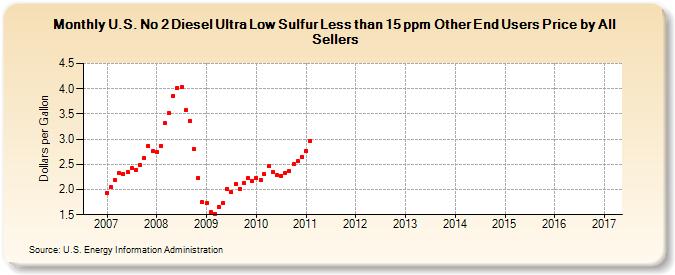 Monthly U.S. No 2 Diesel Ultra Low Sulfur Less than 15 ppm Other End Users Price by All
Sellers
Dollars per Gallon
4.5
4.0
3.5
3.0
2.5
2.0
1.5
2007 2008 2009 2010 2011 2012 2013 2014 2015 2016 2017
Source: U.S. Energy Information Administration